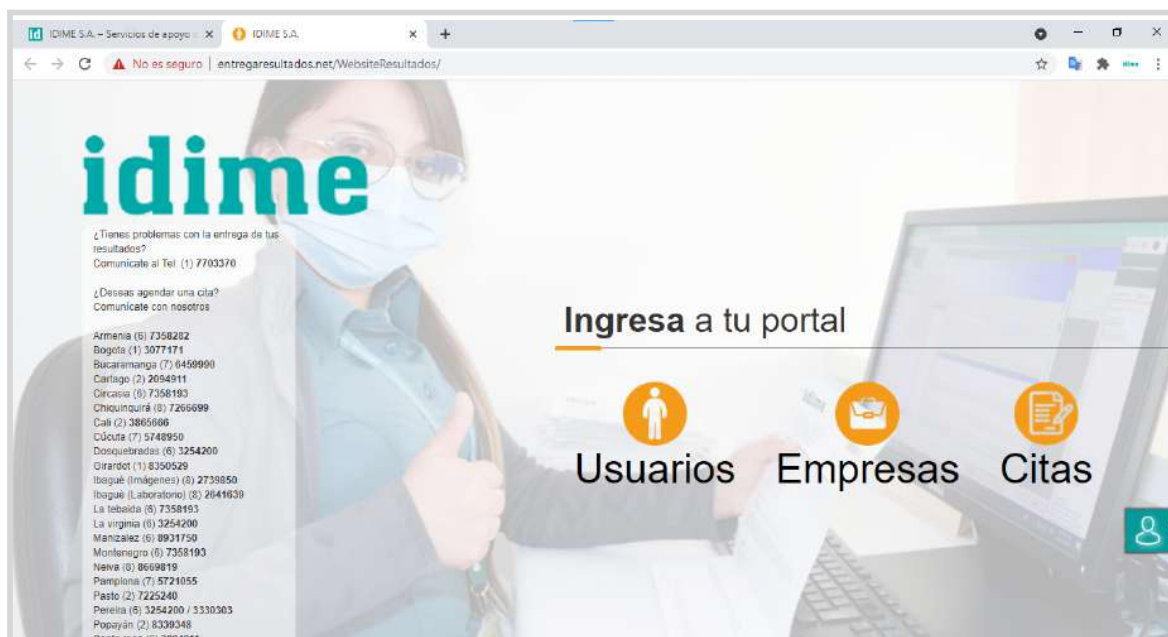 IDIME S.A. – Servicios de apoyo
IDIME S.A.
No es seguro | entregaresultados.net/WebsiteResultados/
idime
¿Tienes problemas con la entrega de tus
resultados?
Comunícate al Tel: (1) 7703370
¿Deseas agendar una cita?
Comunícate con nosotros
Armenia (6) 7358282
Bogota (1) 3077171
Bucaramanga (7) 6459990
Cartago (2) 2094911
Circasia (6) 7358193
Chiquinquirá (8) 7266699
Cali (2) 3865666
Cúcuta (7) 5748950
Dosquebradas (6) 3254200
Girardot (1) 8350529
Ibagué (Imágenes) (8) 2739850
Ibagué (Laboratorio) (8) 2641639
La tebaida (6) 7358193
La virginia (6) 3254200
Manizalez (6) 8931750
Montenegro (6) 7358193
Neiva (8) 8669819
Pamplona (7) 5721055
Pasto (2) 7225240
Pereira (6) 3254200 / 3330303
Popayán (2) 8339348
Ingresa a tu portal
Usuarios
Empresas
Citas